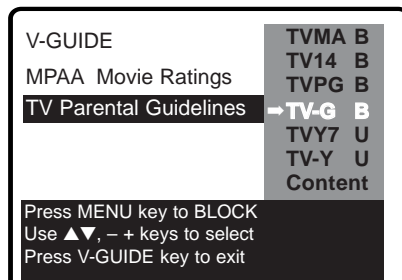 V-GUIDE
MPAA Movie Ratings
TV Parental Guidelines
TVMA B
TV14 B
TVPG B
➡TV-G B
TVY7 U
TV-Y U
Content
Press MENU key to BLOCK
Use ▲▼, – + keys to select
Press V-GUIDE key to exit